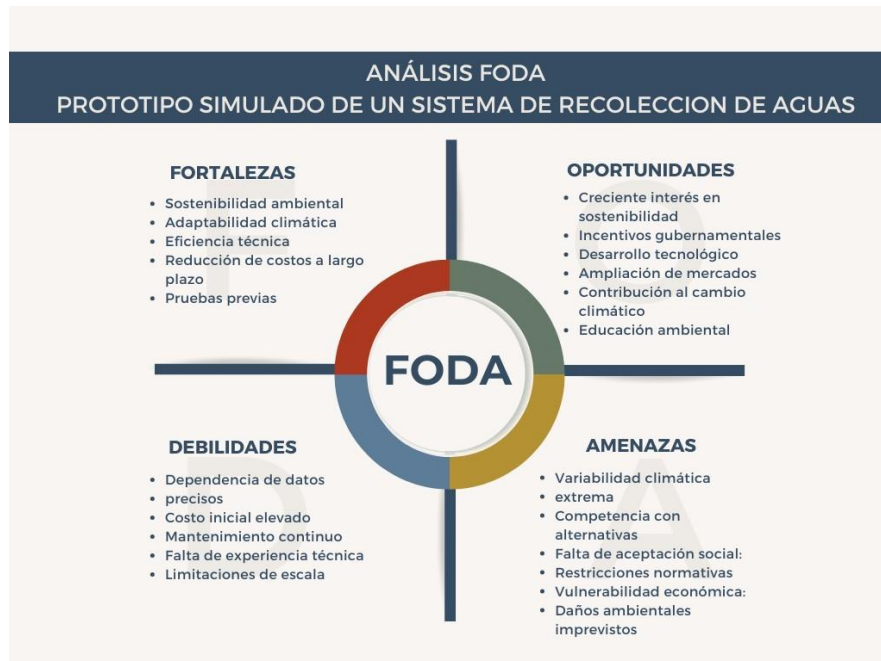 ANÁLISIS FODA
PROTOTIPO SIMULADO DE UN SISTEMA DE RECOLECCION DE AGUAS
FORTALEZAS
• Sostenibilidad ambiental
• Adaptabilidad climática
• Eficiencia técnica
• Reducción de costos a largo
plazo
• Pruebas previas
OPORTUNIDADES
• Creciente interés en
sostenibilidad
• Incentivos gubernamentales
• Desarrollo tecnológico
• Ampliación de mercados
• Contribución al cambio
climático
• Educación ambiental
FODA
DEBILIDADES
• Dependencia de datos
• precisos
• Costo inicial elevado
• Mantenimiento continuo
• Falta de experiencia técnica
• Limitaciones de escala
AMENAZAS
• Variabilidad climática
• extrema
• Competencia con
alternativas
• Falta de aceptación social:
• Restricciones normativas
• Vulnerabilidad económica:
• Daños ambientales
imprevistos
F
O
D
A